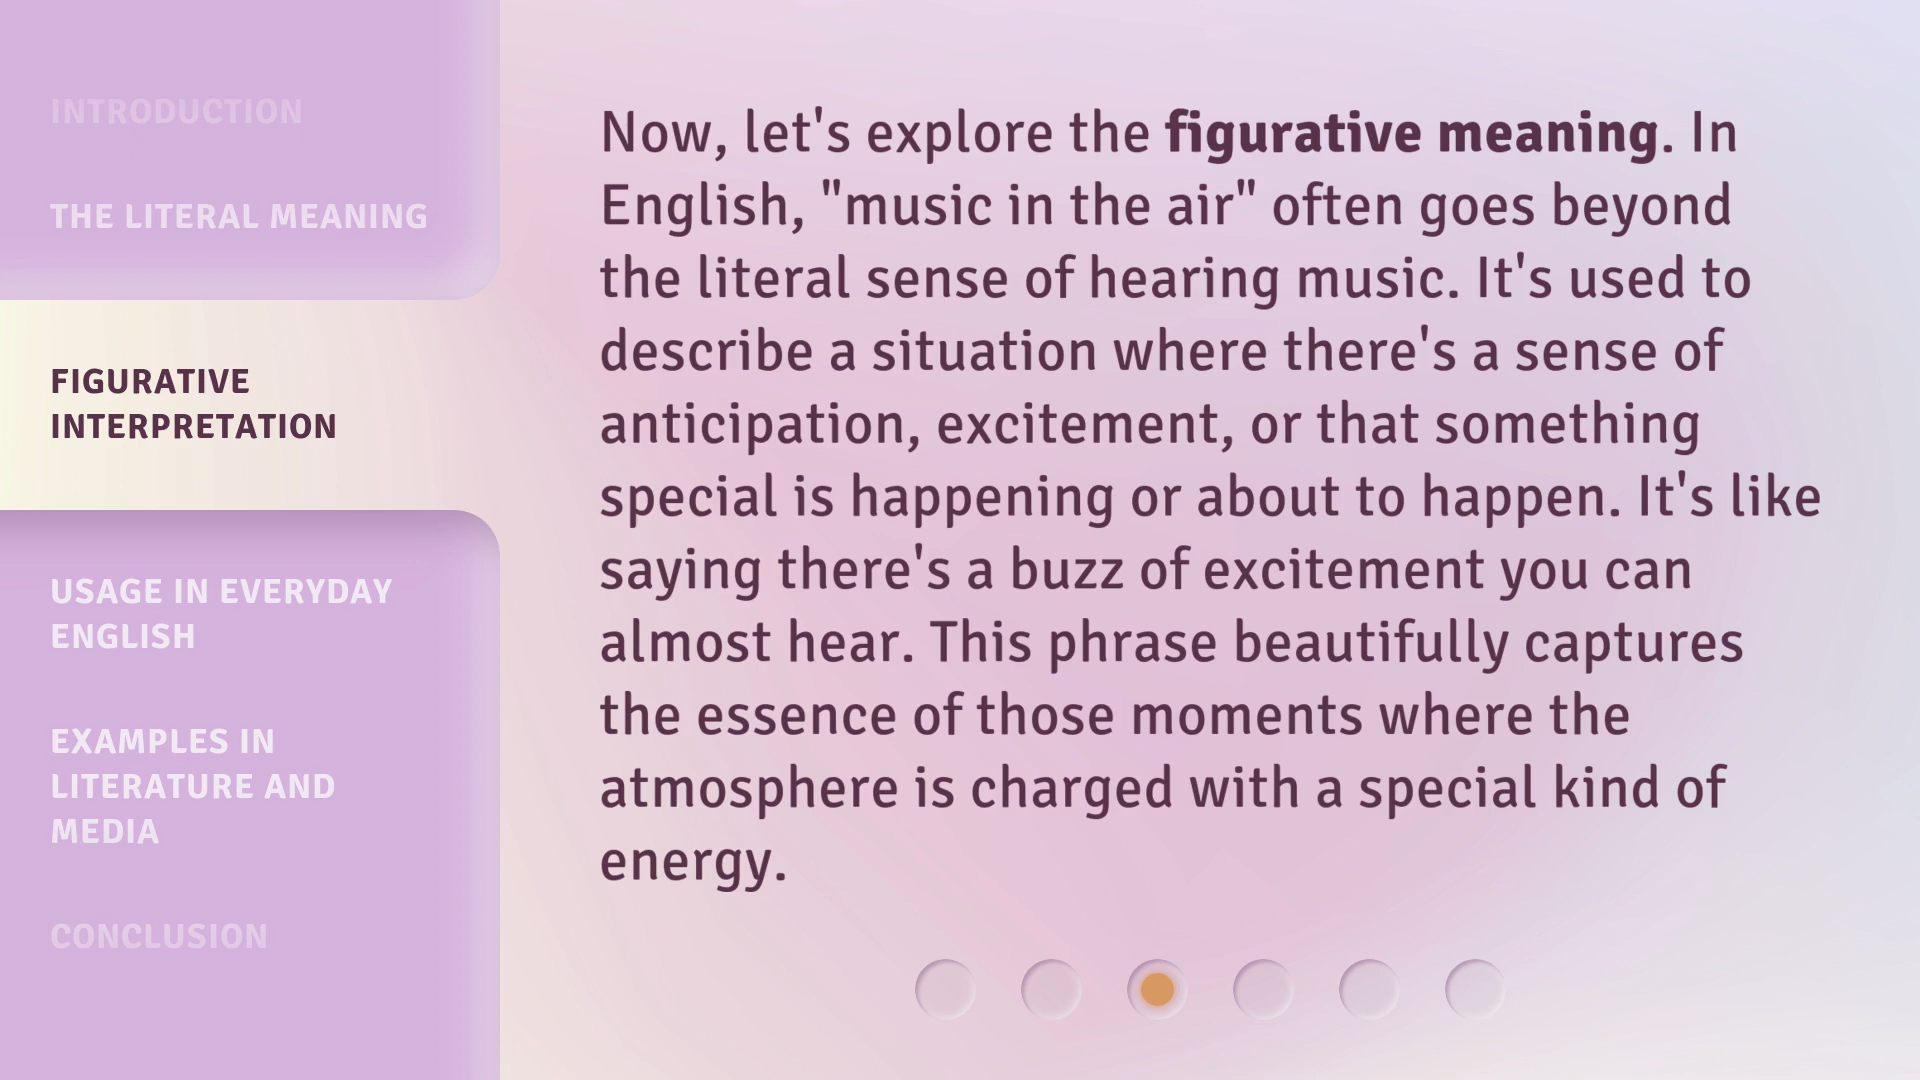 INTRODUCTION
THE LITERAL MEANING
FIGURATIVE
INTERPRETATION
USAGE IN EVERYDAY
ENGLISH
EXAMPLES IN
LITERATURE AND
MEDIA
CONCLUSION
Now, let's explore the figurative meaning. In
English, "music in the air" often goes beyond
the literal sense of hearing music. It's used to
describe a situation where there's a sense of
anticipation, excitement, or that something
special is happening or about to happen. It's like
saying there's a buzz of excitement you can
almost hear. This phrase beautifully captures
the essence of those moments where the
atmosphere is charged with a special kind of
energy.